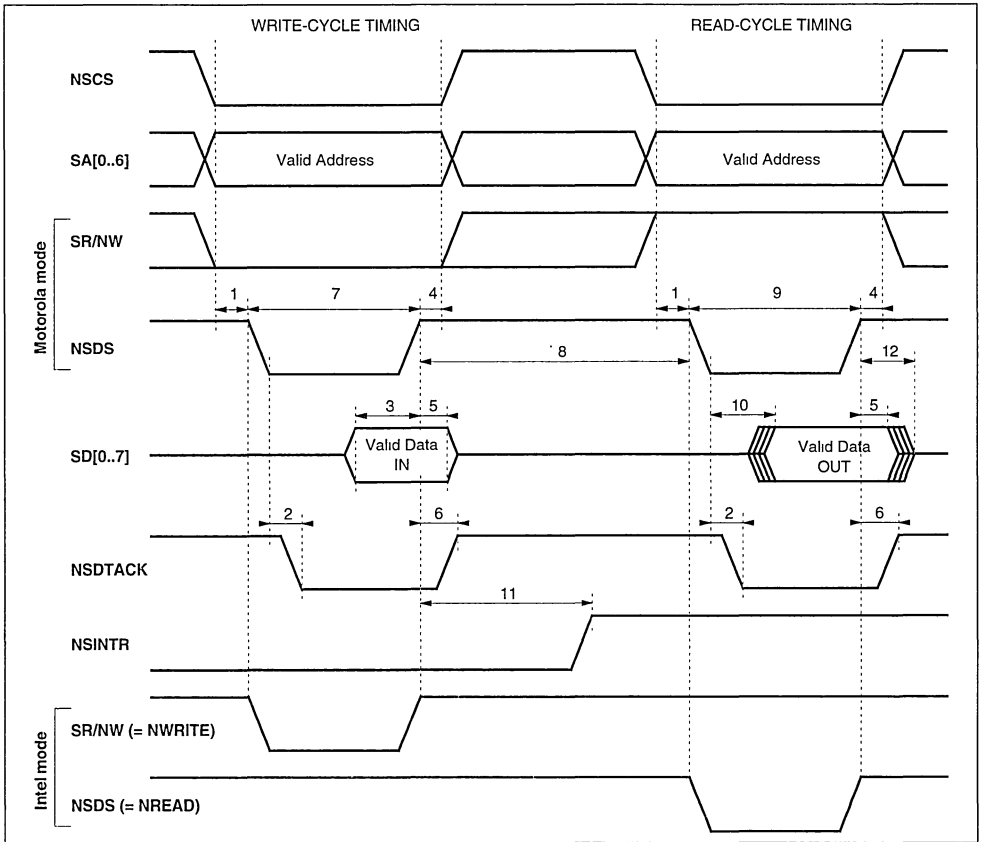 WRITE-CYCLE TIMING READ-CYCLE TIMING
NSCS
SA[0..6] Valid Address Valid Address
Motorola mode
SR/NW
1 7 4 1 9 4
NSDS
8 12
3 5 10 5
SD[0..7] Valid Data IN Valid Data OUT
2 6 2 6
NSDTACK
11
NSINTR
Intel mode
SR/NW (= NWRITE)
NSDS (= NREAD)